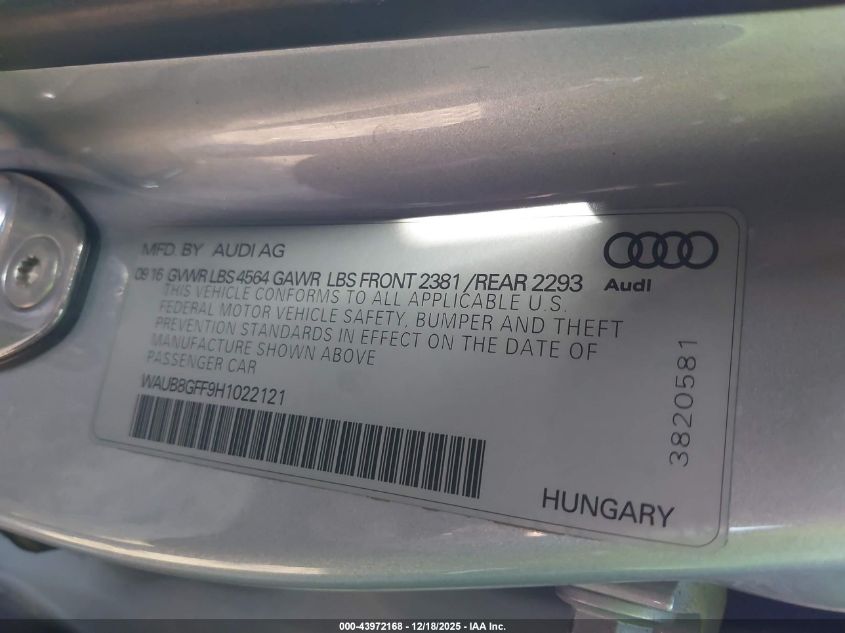 MFD. BY AUDI AG
09 16 GVWR LBS 4564 GAWR LBS FRONT 2381 /REAR 2293
THIS VEHICLE CONFORMS TO ALL APPLICABLE U.S.
FEDERAL MOTOR VEHICLE SAFETY, BUMPER AND THEFT
PREVENTION STANDARDS IN EFFECT ON THE DATE OF
MANUFACTURE SHOWN ABOVE
PASSENGER CAR
WAUB8GFF9H1022121
Audi
3820581
HUNGARY
000-43972168 - 12/18/2025 - IAA Inc.